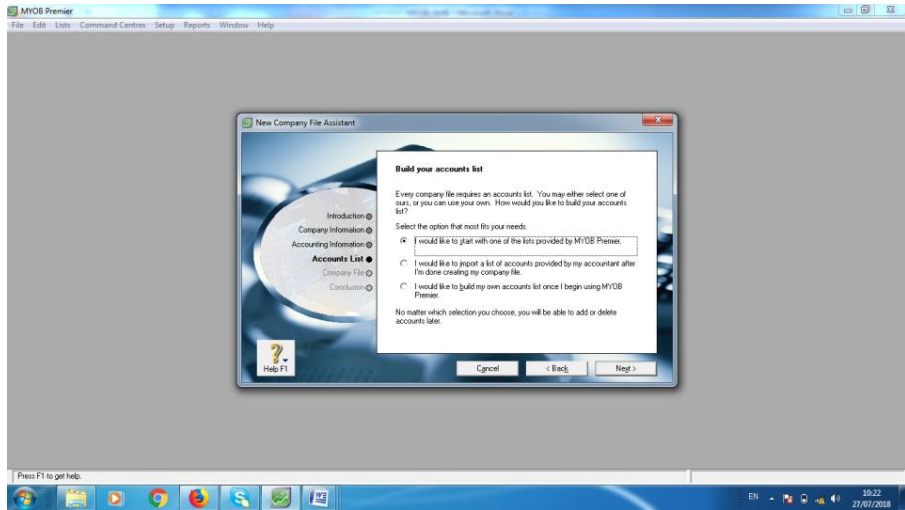 MYOB Premier
File Edit Lists Command Centres Setup Reports Window Help
New Company File Assistant
Build your accounts list
Every company file requires an accounts list. You may either select one of
ours, or you can use your own. How would you like to build your accounts
list?
Select the option that most fits your needs.
I would like to start with one of the lists provided by MYOB Premier.
I would like to import a list of accounts provided by my accountant after
I'm done creating my company file.
I would like to build my own accounts list once I begin using MYOB
Premier.
No matter which selection you choose, you will be able to add or delete
accounts later.
Introduction
Company Information
Accounting Information
Accounts List
Company File
Conclusion
Help F1
Cancel
< Back
Next >
Press F1 to get help.
EN
10:22
27/07/2018